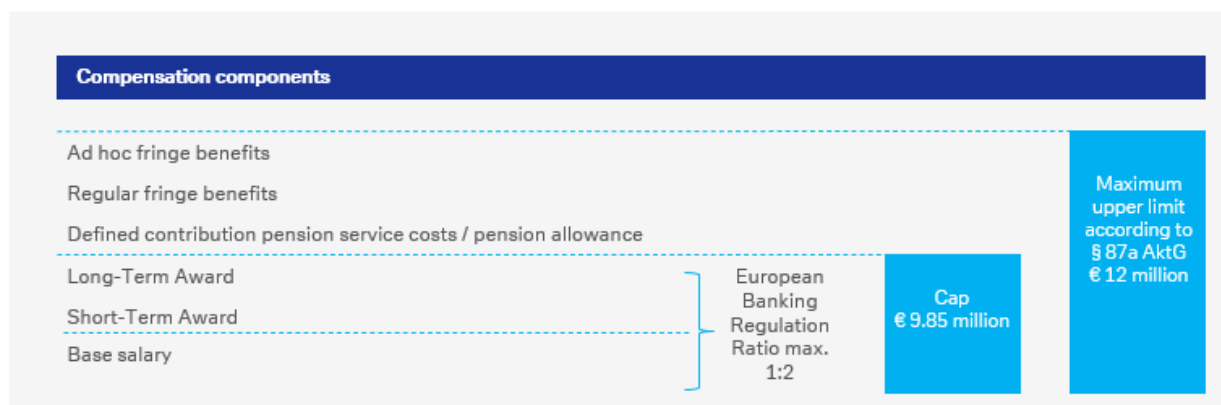 Compensation components
Ad hoc fringe benefits
Regular fringe benefits
Defined contribution pension service costs / pension allowance
Long-Term Award
Short-Term Award
Base salary
European
Banking
Regulation
Ratio max.
1:2
Cap
€ 9.85 million
Maximum
upper limit
according to
§ 87a AktG
€ 12 million